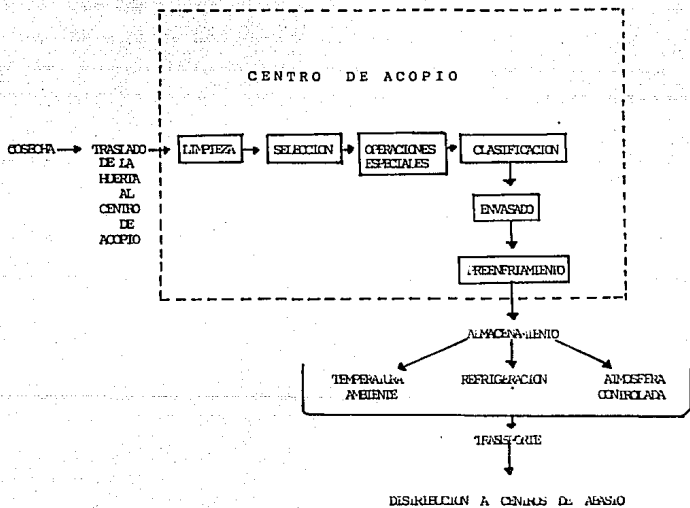 CENTRO DE ACOPIO
COSECHA
TRASLADO
DE LA
HUERTA
AL
CENTRO
DE
ACOPIO
LIMPIEZA
SELECCION
OPERACIONES
ESPECIALES
CLASIFICACION
ENVASADO
PREENFRIAMIENTO
ALMACENAMIENTO
TEMPERATURA
AMBIENTE
REFRIGERACION
ATMOSFERA
CONTROLADA
TRASPORTE
DISTRIBUCION A CENTROS DE ABASTO